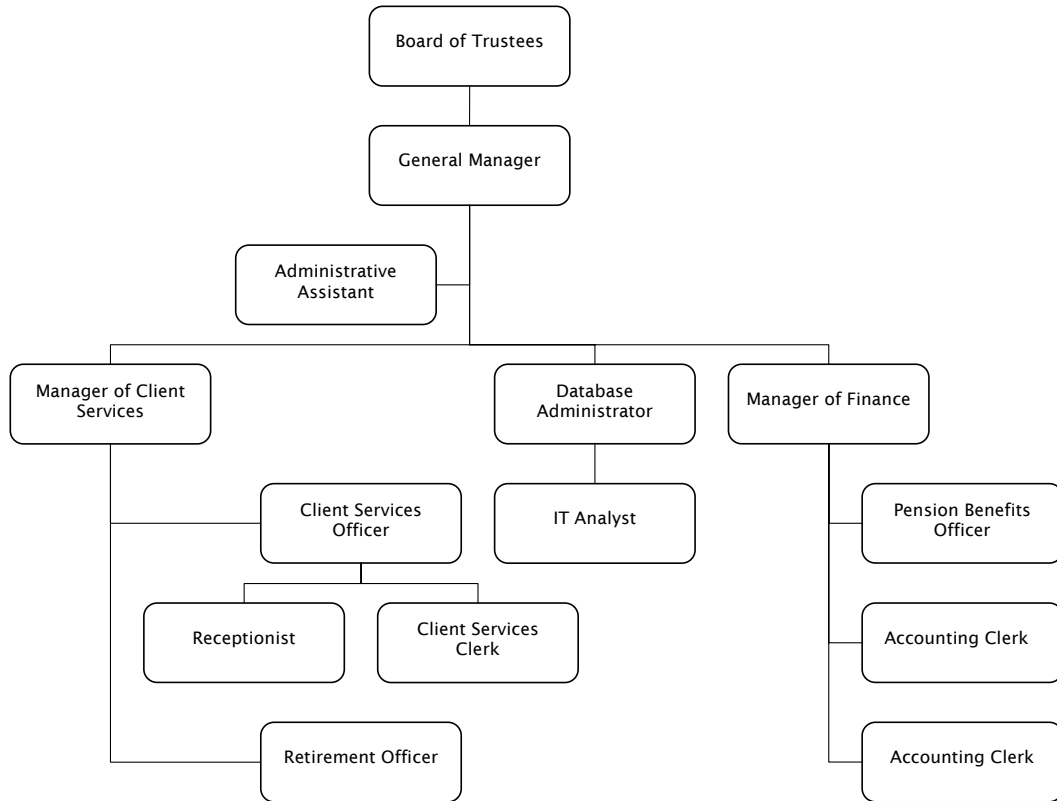 Board of Trustees
General Manager
Administrative
Assistant
Manager of Client
Services
Database
Administrator
Manager of Finance
Client Services
Officer
IT Analyst
Pension Benefits
Officer
Receptionist
Client Services
Clerk
Accounting Clerk
Retirement Officer
Accounting Clerk